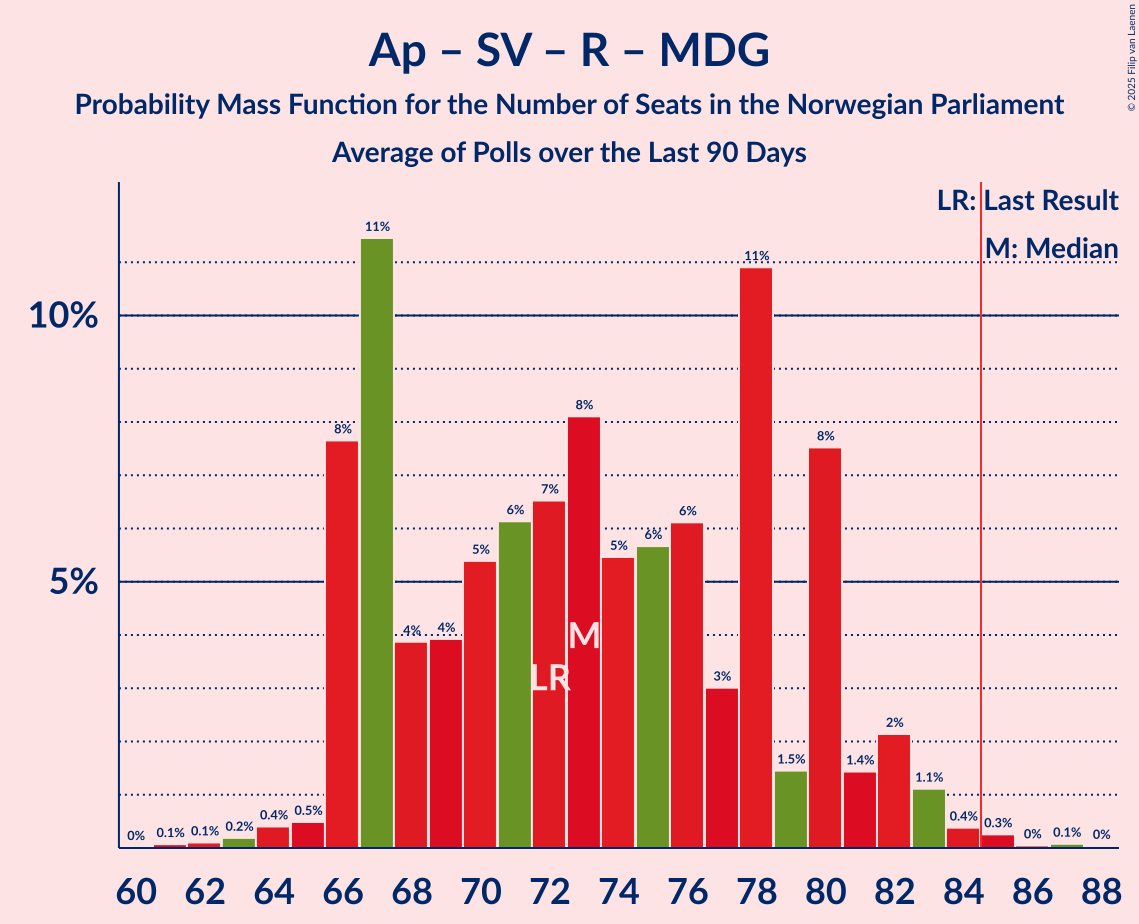 Ap – SV – R – MDG
Probability Mass Function for the Number of Seats in the Norwegian Parliament
Average of Polls over the Last 90 Days
© 2025 Filip van Laenen
LR: Last Result
M: Median
10%
5%
0% 0.1% 0.1% 0.2% 0.4% 0.5% 8% 11% 4% 4% 5% 6% 7% 8% 5% 6% 6% 3% 11% 1.5% 8% 1.4% 2% 1.1% 0.4% 0.3% 0% 0.1% 0%
M
LR
60 62 64 66 68 70 72 74 76 78 80 82 84 86 88